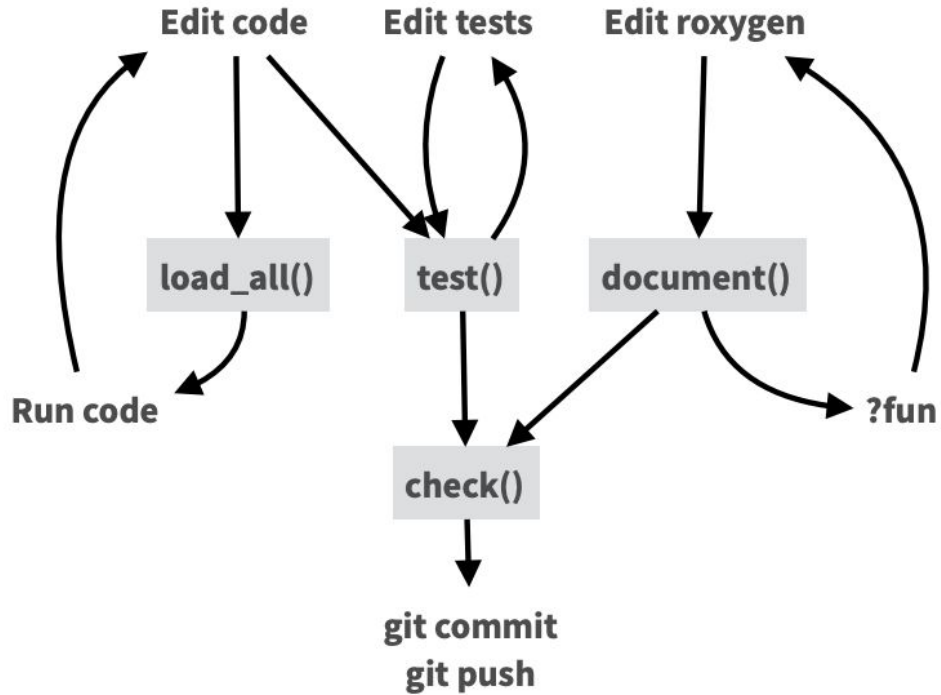 Edit code
Edit tests
Edit roxygen
load_all()
test()
document()
Run code
?fun
check()
git commit
git push